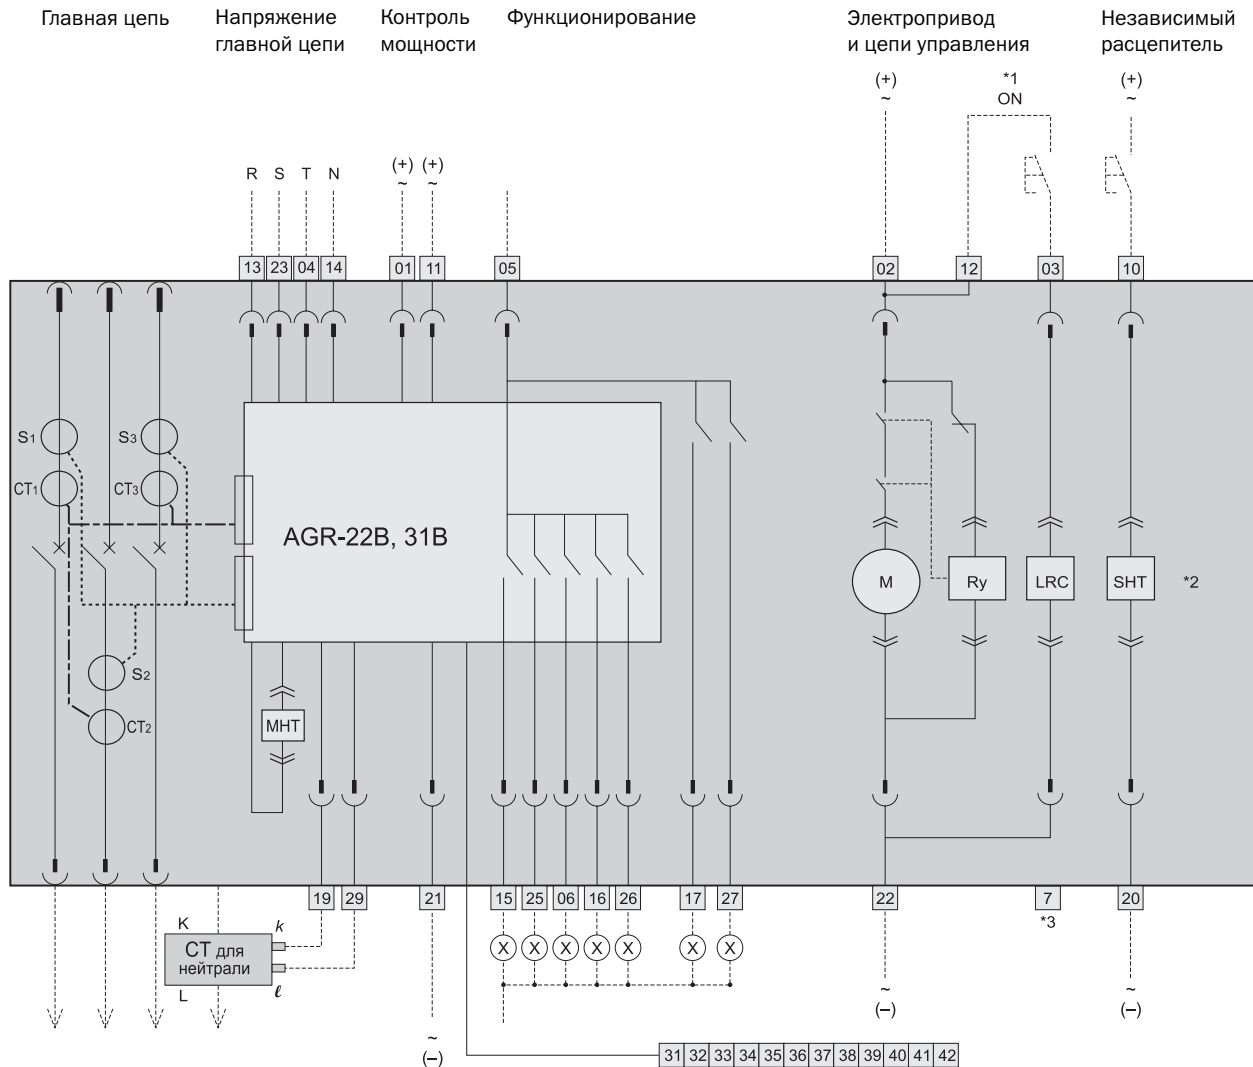 Главная цепь
Напряжение
главной цепи
Контроль
мощности
Функционирование
Электропривод
и цепи управления
Независимый
расцепитель
(+)
~
*1
ON
(+)
~
R S T N
(+) (+)
~ ~
13 23 04 14 01 11 05 02 12 03 10
S1
S3
CT1
CT3
AGR-22B, 31B
M
Ry
LRC
SHT
*2
S2
CT2
MHT
19 29 21 15 25 06 16 26 17 27 22 7 20
*3
K
k
CT для
нейтрали
L
ℓ
X X X X X X X
~
(–)
~
(–)
~
(–)
31 32 33 34 35 36 37 38 39 40 41 42